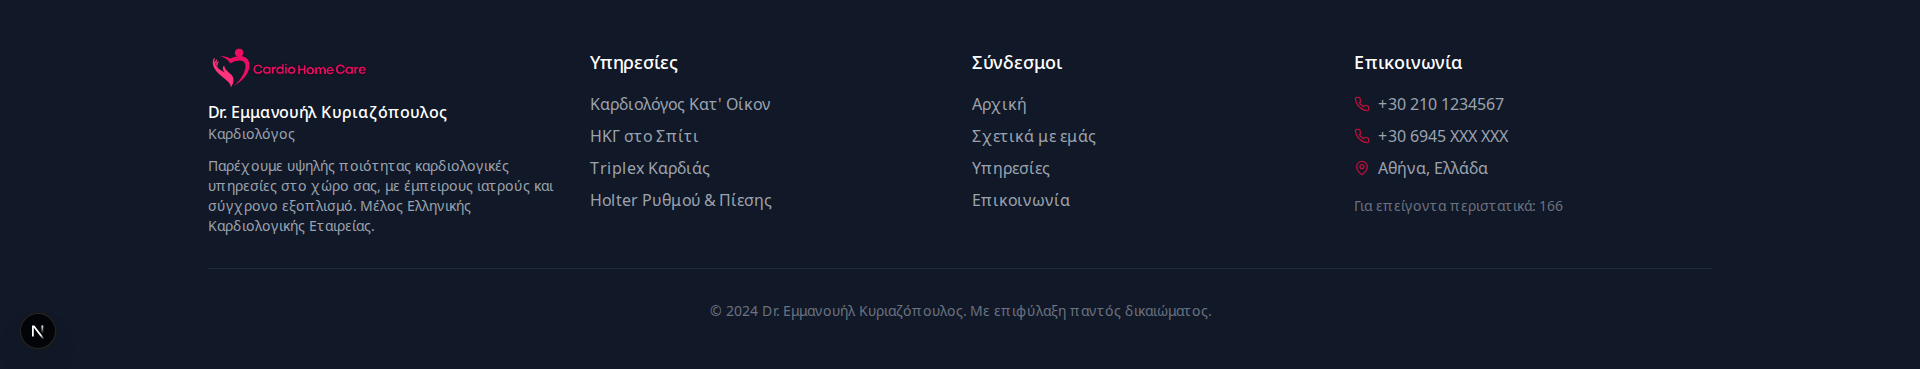 Cardio Home Care
Dr. Εμμανουήλ Κυριαζόπουλος
Καρδιολόγος
Παρέχουμε υψηλής ποιότητας καρδιολογικές
υπηρεσίες στο χώρο σας, με έμπειρους ιατρούς και
σύγχρονο εξοπλισμό. Μέλος Ελληνικής
Καρδιολογικής Εταιρείας.
Υπηρεσίες
Καρδιολόγος Κατ' Οίκον
ΗΚΓ στο Σπίτι
Triplex Καρδιάς
Holter Ρυθμού & Πίεσης
Σύνδεσμοι
Αρχική
Σχετικά με εμάς
Υπηρεσίες
Επικοινωνία
Επικοινωνία
+30 210 1234567
+30 6945 XXX XXX
Αθήνα, Ελλάδα
Για επείγοντα περιστατικά: 166
© 2024 Dr. Εμμανουήλ Κυριαζόπουλος. Με επιφύλαξη παντός δικαιώματος.
N